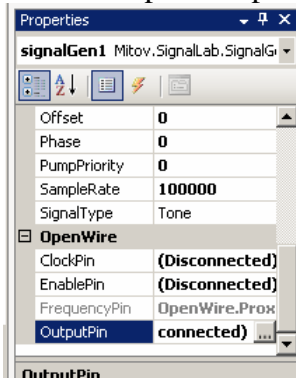 Properties
signalGen1 Mitov.SignalLab.SignalG
Offset 0
Phase 0
PumpPriority 0
SampleRate 100000
SignalType Tone
OpenWire
ClockPin (Disconnected)
EnablePin (Disconnected)
FrequencyPin OpenWire.Prox
OutputPin connected) ...
OutputPin